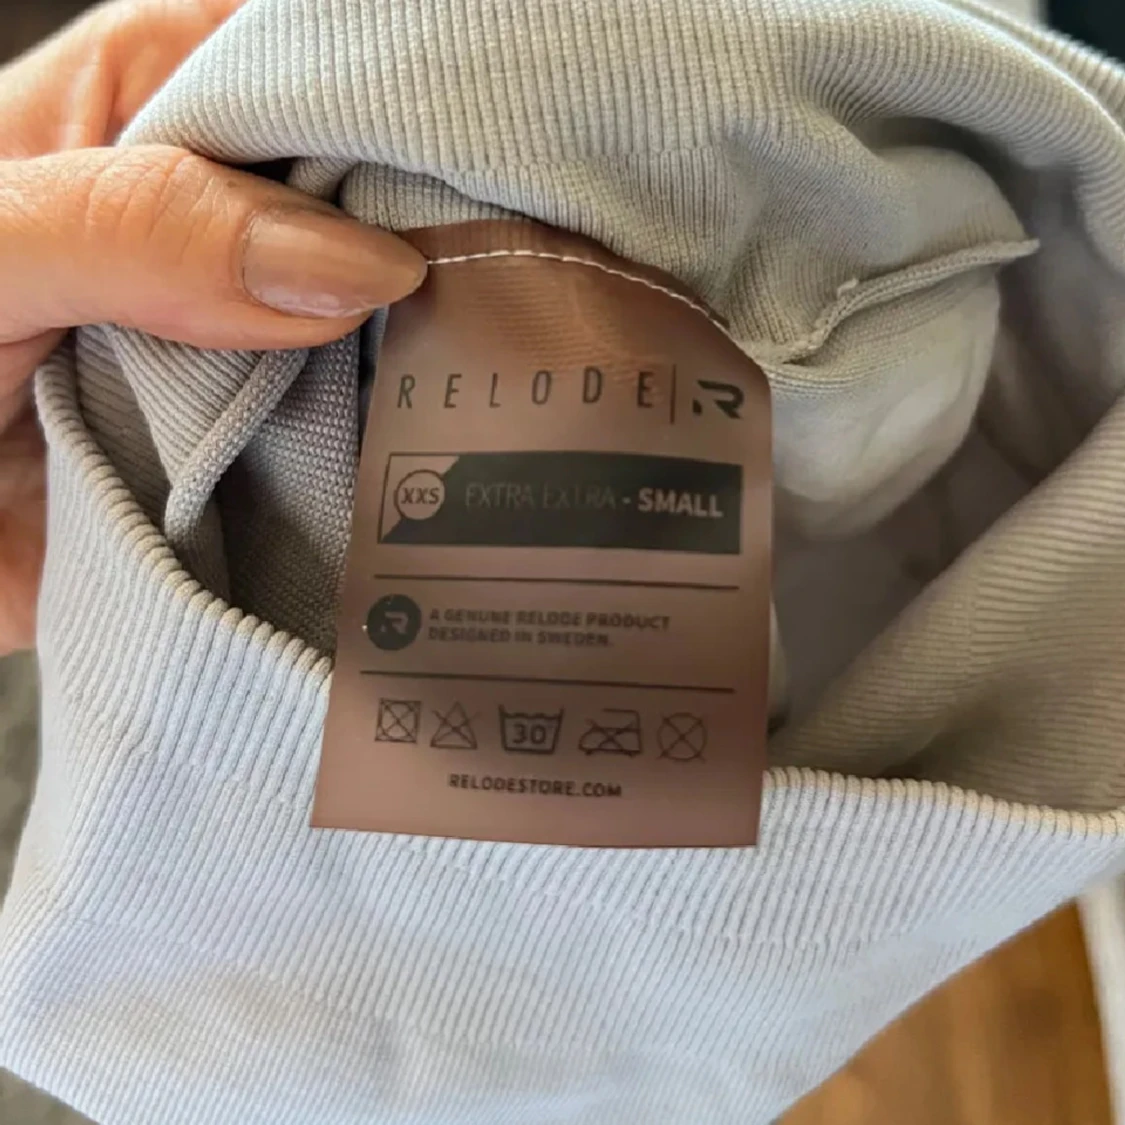 RELODE
XXS EXTRA EXTRA - SMALL
A GENUINE RELODE PRODUCT
DESIGNED IN SWEDEN.
30
RELODESTORE.COM